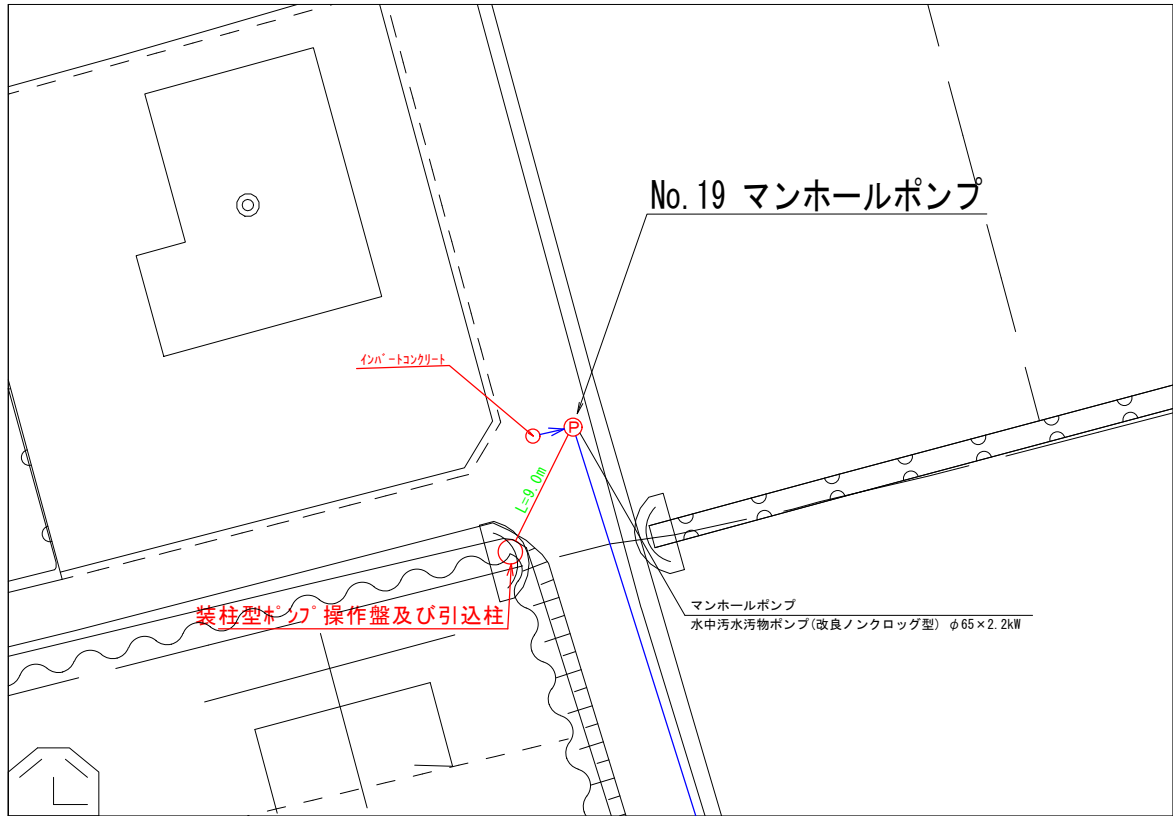 No.19 マンホールポンプ
インバートコンクリート
P
L=9.0m
装柱型ポンプ操作盤及び引込柱
マンホールポンプ
水中汚水汚物ポンプ(改良ノンクロッグ型) φ65×2.2kW